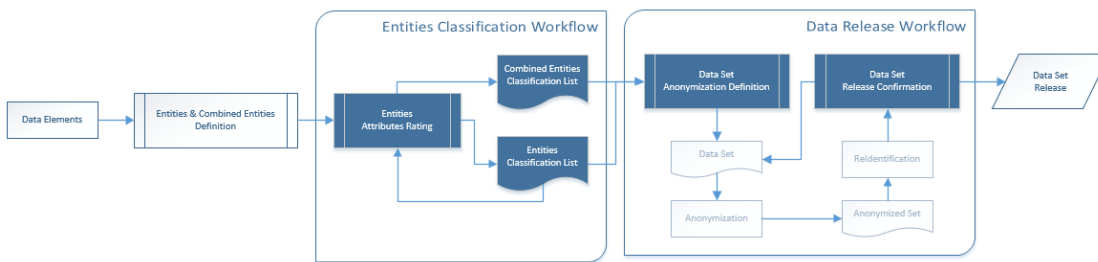 Entities Classification Workflow
Data Release Workflow
Data Elements
Entities & Combined Entities
Definition
Entities
Attributes Rating
Combined Entities
Classification List
Entities
Classification List
Data Set
Anonymization Definition
Data Set
Release Confirmation
Data Set
Release
Data Set
ReIdentification
Anonymization
Anonymized Set